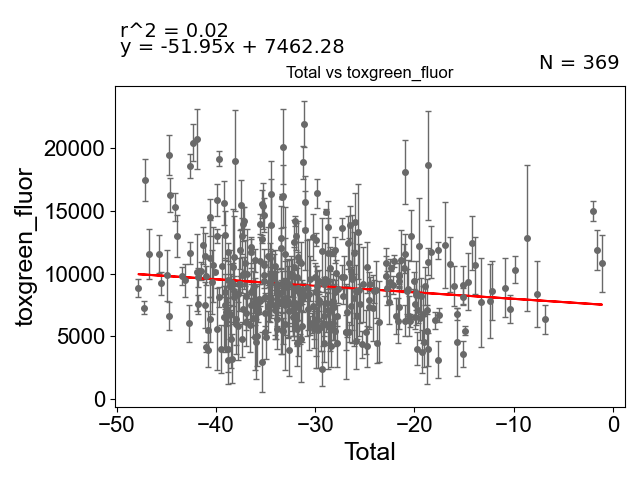 r^2 = 0.02
y = -51.95x + 7462.28
N = 369
Total vs toxgreen_fluor
toxgreen_fluor
20000
15000
10000
5000
0
−50 −40 −30 −20 −10 0
Total